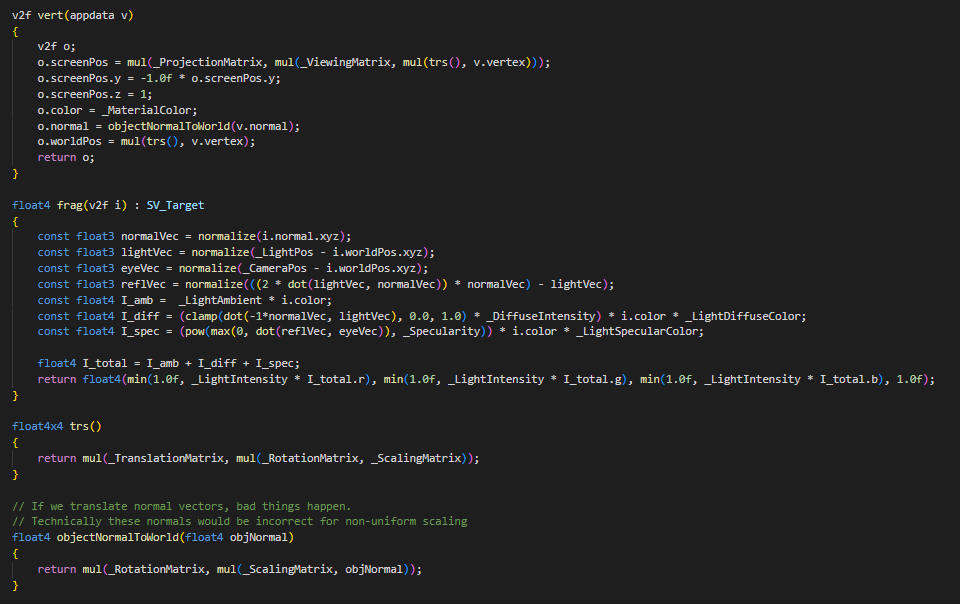 v2f vert(appdata v)
{
    v2f o;
    o.screenPos = mul(_ProjectionMatrix, mul(_ViewingMatrix, mul(trs(), v.vertex)));
    o.screenPos.y = -1.0f * o.screenPos.y;
    o.screenPos.z = 1;
    o.color = _MaterialColor;
    o.normal = objectNormalToWorld(v.normal);
    o.worldPos = mul(trs(), v.vertex);
    return o;
}

float4 frag(v2f i) : SV_Target
{
    const float3 normalVec = normalize(i.normal.xyz);
    const float3 lightVec = normalize(_LightPos - i.worldPos.xyz);
    const float3 eyeVec = normalize(_CameraPos - i.worldPos.xyz);
    const float3 reflVec = normalize(((2 * dot(lightVec, normalVec)) * normalVec) - lightVec);
    const float4 I_amb =  _LightAmbient * i.color;
    const float4 I_diff = (clamp(dot(-1*normalVec, lightVec), 0.0, 1.0) * _DiffuseIntensity) * i.color * _LightDiffuseColor;
    const float4 I_spec = (pow(max(0, dot(reflVec, eyeVec)), _Specularity)) * i.color * _LightSpecularColor;

    float4 I_total = I_amb + I_diff + I_spec;
    return float4(min(1.0f, _LightIntensity * I_total.r), min(1.0f, _LightIntensity * I_total.g), min(1.0f, _LightIntensity * I_total.b), 1.0f);
}

float4x4 trs()
{
    return mul(_TranslationMatrix, mul(_RotationMatrix, _ScalingMatrix));
}

// If we translate normal vectors, bad things happen.
// Technically these normals would be incorrect for non-uniform scaling
float4 objectNormalToWorld(float4 objNormal)
{
    return mul(_RotationMatrix, mul(_ScalingMatrix, objNormal));
}